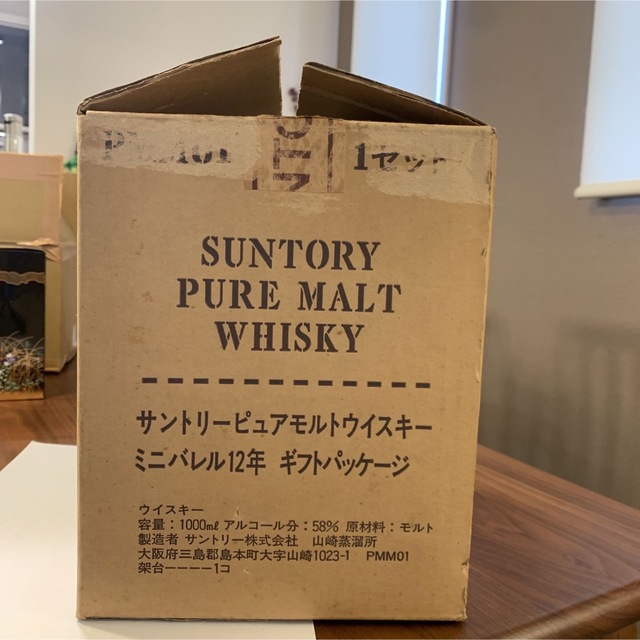 PMM01 1セット
SUNTORY
PURE MALT
WHISKY
サントリーピュアモルトウイスキー
ミニバレル12年 ギフトパッケージ
ウイスキー
容量:1000ml アルコール分:58% 原材料:モルト
製造者 サントリー株式会社 山崎蒸溜所
大阪府三島郡島本町大字山崎1023-1 PMM01
架台ーーーー1コ